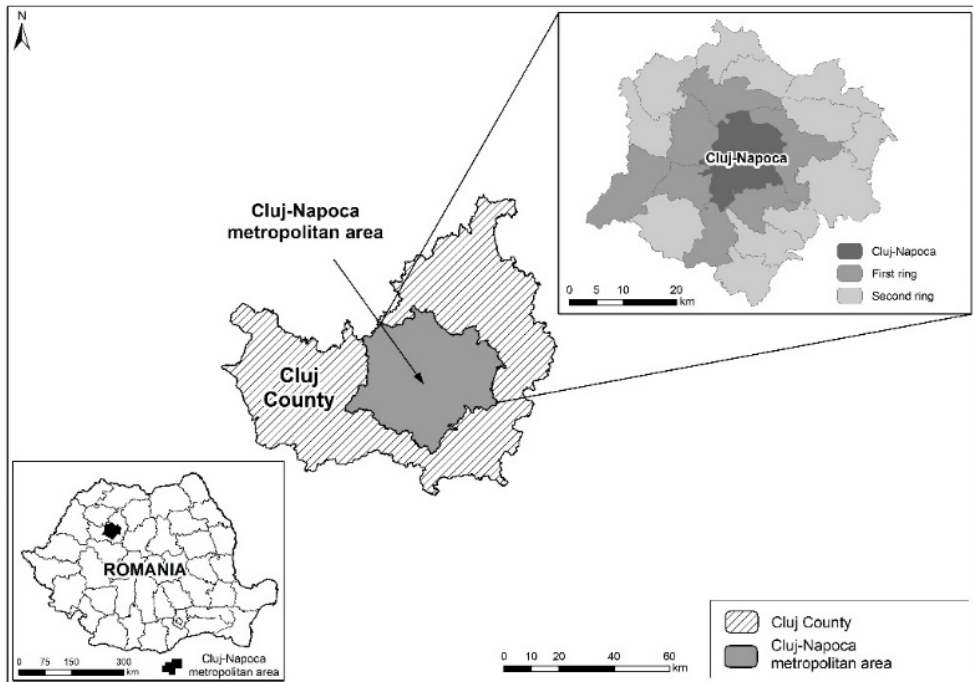 N
Cluj-Napoca
Cluj-Napoca
First ring
Second ring
0 5 10 20
km
Cluj-Napoca
metropolitan area
Cluj
County
ROMANIA
0 75 150 300
km
Cluj-Napoca
metropolitan area
0 10 20 40 60
km
Cluj County
Cluj-Napoca
metropolitan area